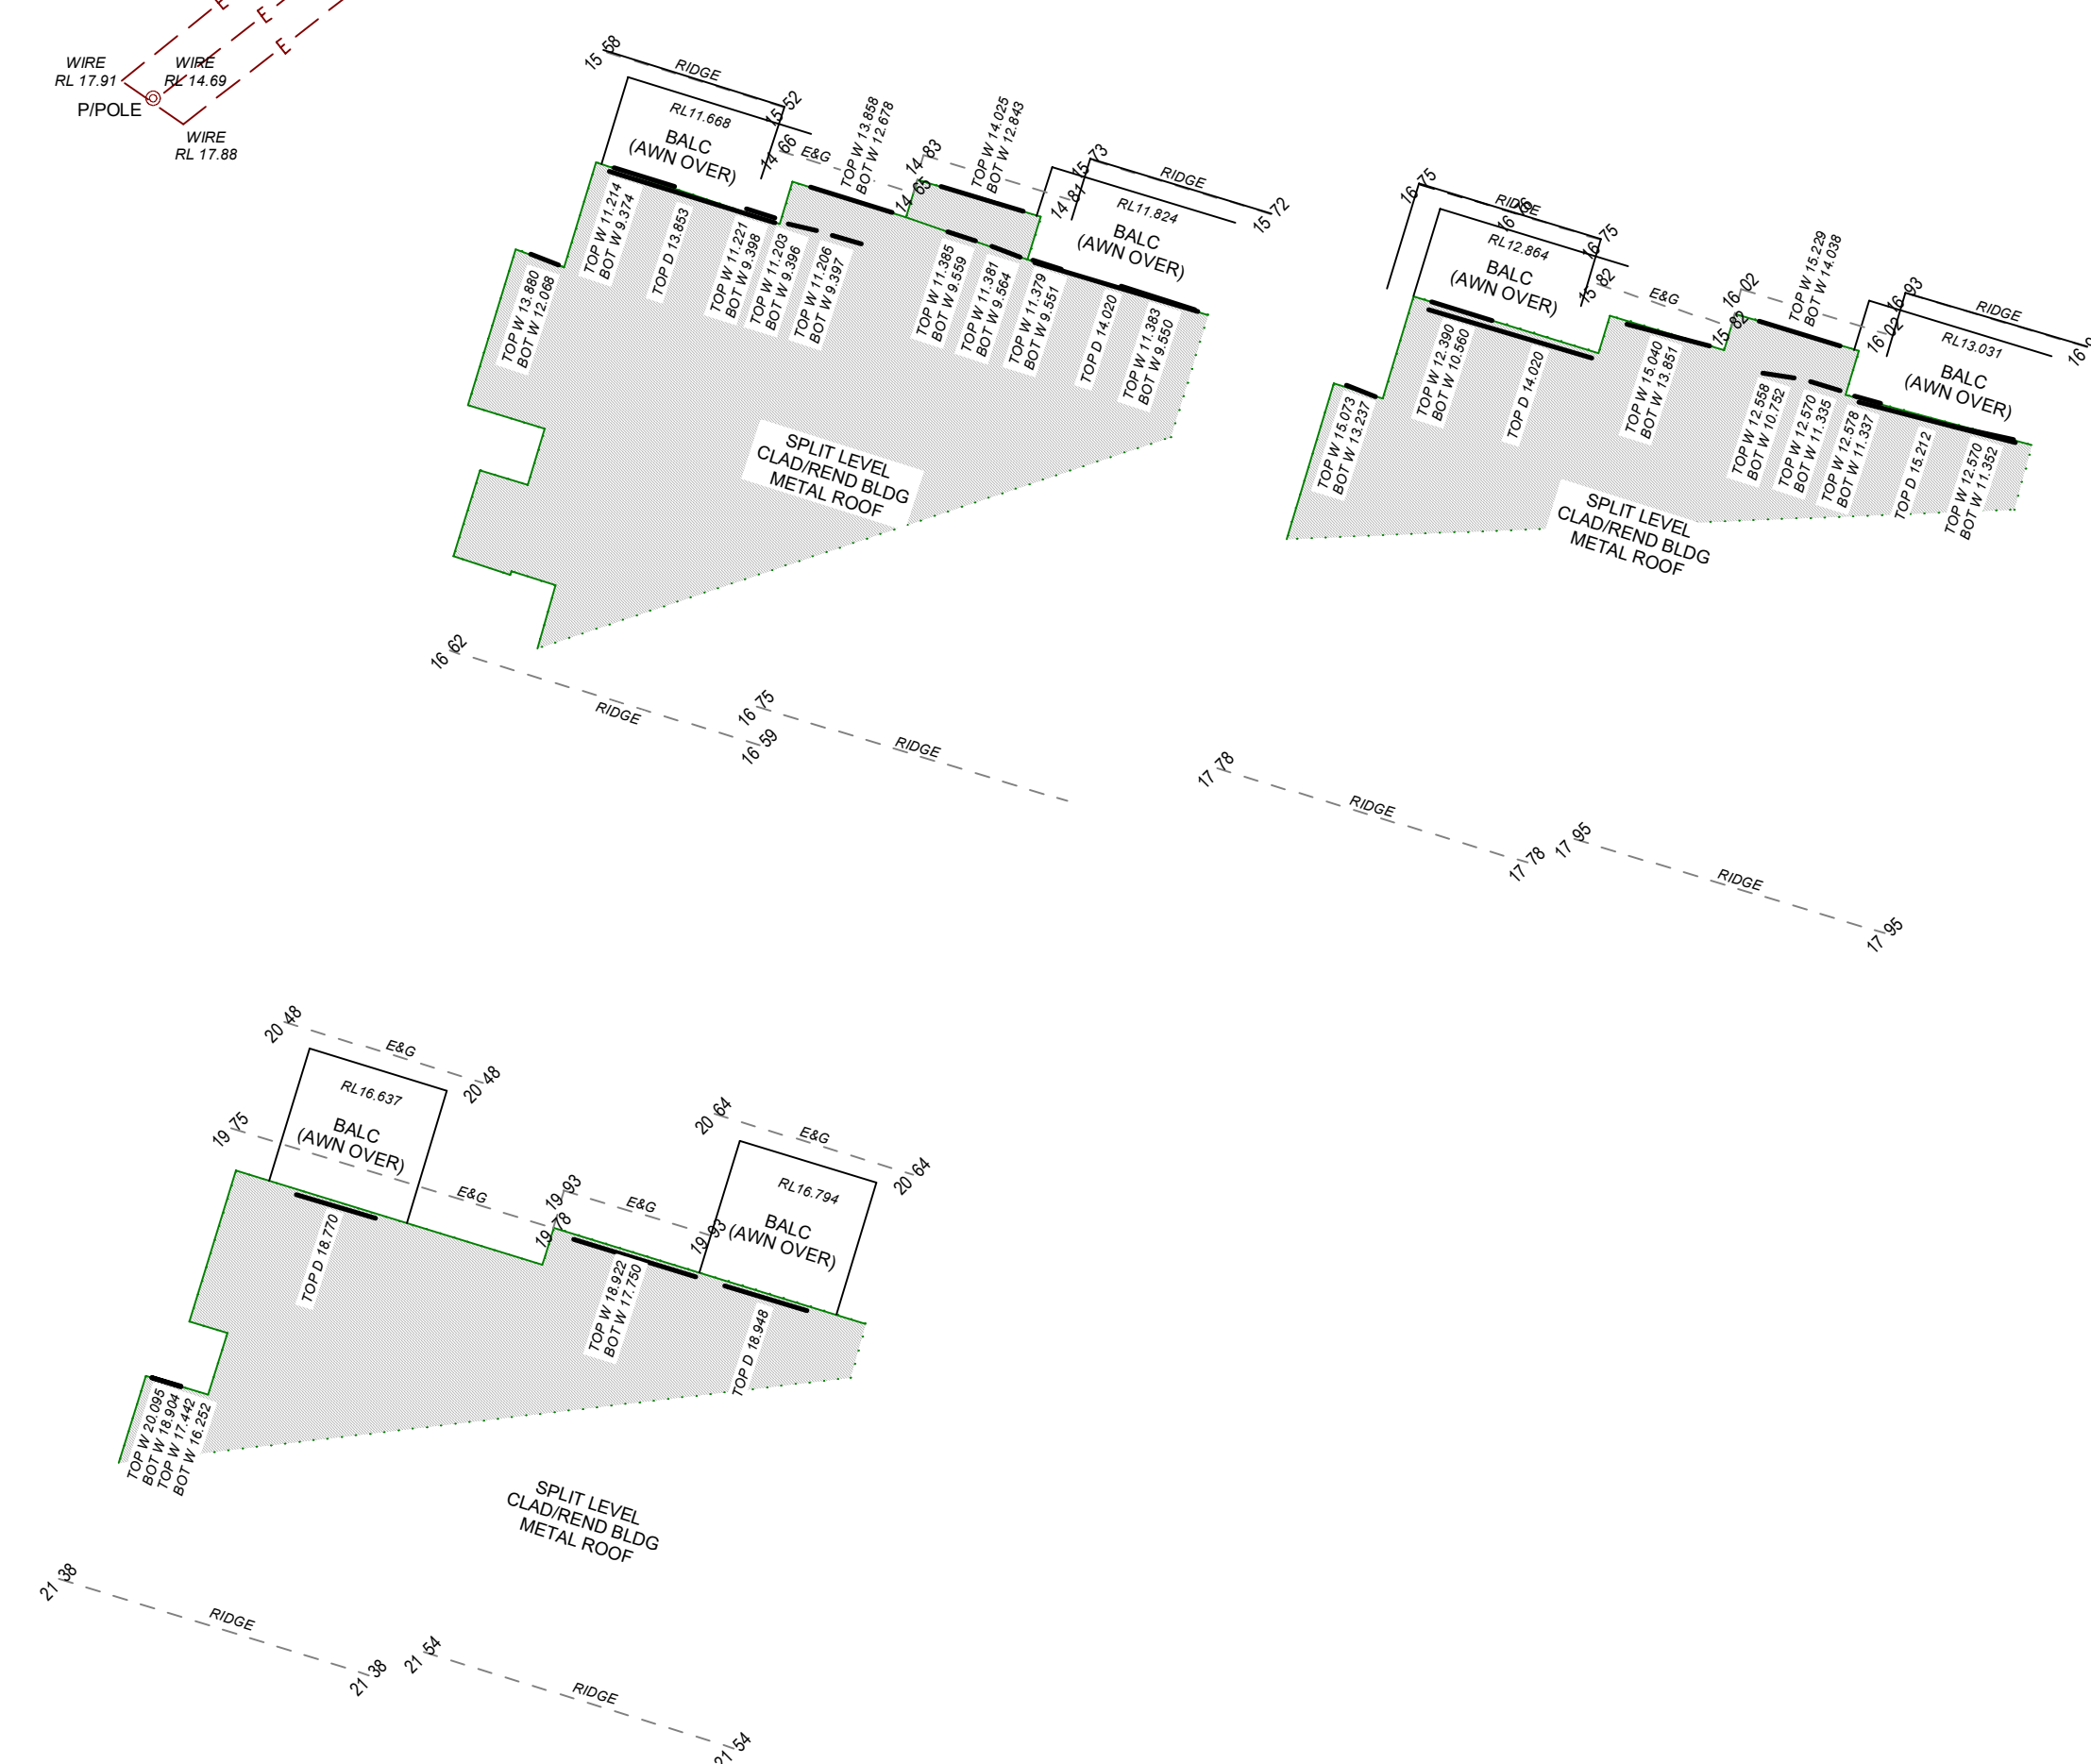 E
E
E
WIRE
RL 17.91
WIRE
RL 14.69
P/POLE
WIRE
RL 17.88
15 58
RIDGE
15 52
RL11.668
BALC
(AWN OVER)
14 66
E&G
TOP W 13.858
BOT W 12.678
14 65
14 83
TOP W 14.025
BOT W 12.843
14 81
15 73
RIDGE
15 72
RL11.824
BALC
(AWN OVER)
TOP W 13.880
BOT W 12.068
TOP W 11.214
BOT W 9.374
TOP D 13.853
TOP W 11.221
BOT W 9.398
TOP W 11.203
BOT W 9.396
TOP W 11.206
BOT W 9.397
TOP W 11.385
BOT W 9.559
TOP W 11.381
BOT W 9.564
TOP W 11.379
BOT W 9.551
TOP D 14.020
TOP W 11.383
BOT W 9.550
SPLIT LEVEL
CLAD/REND BLDG
METAL ROOF
16 62
RIDGE
16 59
16 75
RIDGE
16 75
RIDGE
16 76
16 75
RL12.864
BALC
(AWN OVER)
15 82
E&G
15 82
16 02
TOP W 15.229
BOT W 14.038
16 02
16 93
RIDGE
RL13.031
BALC
(AWN OVER)
TOP W 15.073
BOT W 13.237
TOP W 12.390
BOT W 10.560
TOP D 14.020
TOP W 15.040
BOT W 13.851
TOP W 12.558
BOT W 10.752
TOP W 12.570
BOT W 11.335
TOP W 12.578
BOT W 11.337
TOP D 15.212
TOP W 12.570
BOT W 11.352
SPLIT LEVEL
CLAD/REND BLDG
METAL ROOF
17 78
RIDGE
17 78
17 95
RIDGE
17 95
20 48
E&G
20 48
RL16.637
BALC
(AWN OVER)
19 75
E&G
19 78
19 93
E&G
19 93
20 64
E&G
20 64
RL16.794
BALC
(AWN OVER)
TOP D 18.770
TOP W 18.922
BOT W 17.750
TOP D 18.948
TOP W 20.095
BOT W 18.904
TOP W 17.442
BOT W 16.252
SPLIT LEVEL
CLAD/REND BLDG
METAL ROOF
21 38
RIDGE
21 38
21 54
RIDGE
21 54